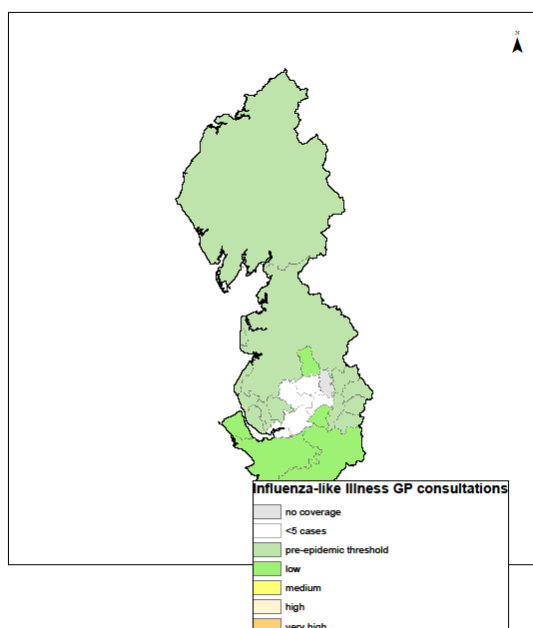 N
Influenza-like Illness GP consultations
no coverage
<5 cases
pre-epidemic threshold
low
medium
high
very high